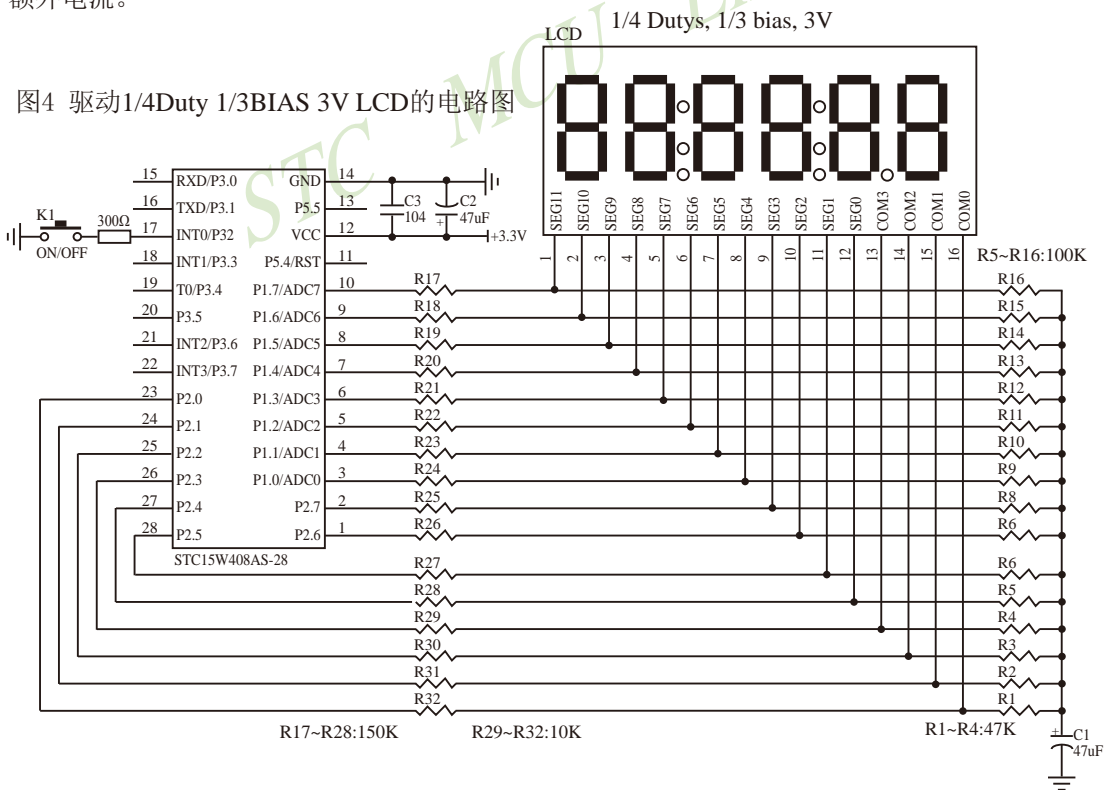 额外电流。
1/4 Dutys, 1/3 bias, 3V
LCD
图4 驱动1/4Duty 1/3BIAS 3V LCD的电路图
STC MCU
15 RXD/P3.0 GND 14
16 TXD/P3.1 P5.5 13
17 INT0/P32 VCC 12
18 INT1/P3.3 P5.4/RST 11
19 T0/P3.4 P1.7/ADC7 10
20 P3.5 P1.6/ADC6 9
21 INT2/P3.6 P1.5/ADC5 8
22 INT3/P3.7 P1.4/ADC4 7
23 P2.0 P1.3/ADC3 6
24 P2.1 P1.2/ADC2 5
25 P2.2 P1.1/ADC1 4
26 P2.3 P1.0/ADC0 3
27 P2.4 P2.7 2
28 P2.5 P2.6 1
STC15W408AS-28
K1
300Ω
ON/OFF
C3
104
C2
47uF
+
+3.3V
SEG11 SEG10 SEG9 SEG8 SEG7 SEG6 SEG5 SEG4 SEG3 SEG2 SEG1 SEG0 COM3 COM2 COM1 COM0
1 2 3 4 5 6 7 8 9 10 11 12 13 14 15 16
R5~R16:100K
R17 R16
R18 R15
R19 R14
R20 R13
R21 R12
R22 R11
R23 R10
R24 R9
R25 R8
R26 R6
R27 R6
R28 R5
R29 R4
R30 R3
R31 R2
R32 R1
R17~R28:150K R29~R32:10K R1~R4:47K
+
C1
47uF